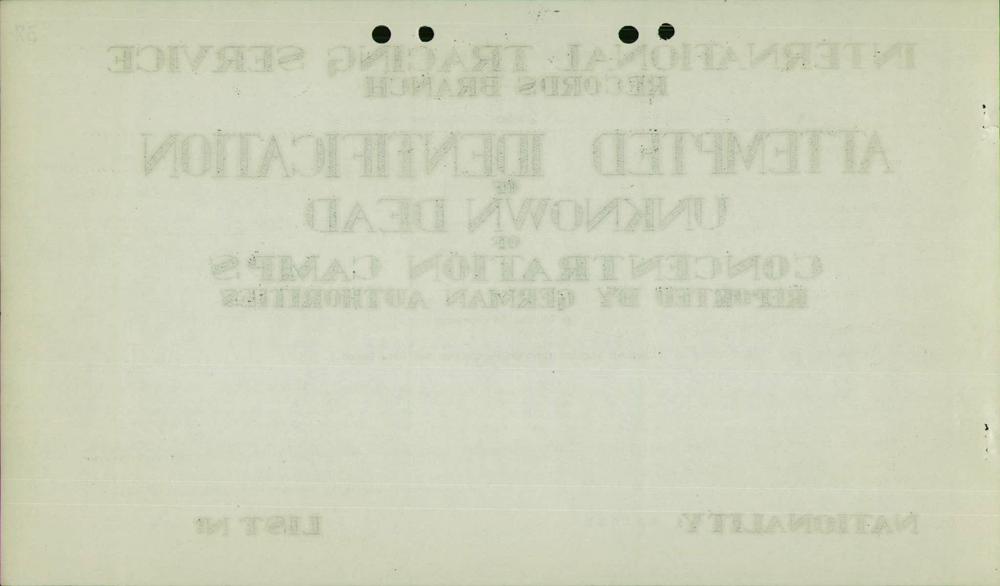 INTERNATIONAL TRACING SERVICE
RECORDS BRANCH
ATTEMPTED IDENTIFICATION
OF
UNKNOWN DEAD
OF
CONCENTRATION CAMPS
REPORTED BY GERMAN AUTHORITIES
NATIONALITY: LIST Nº